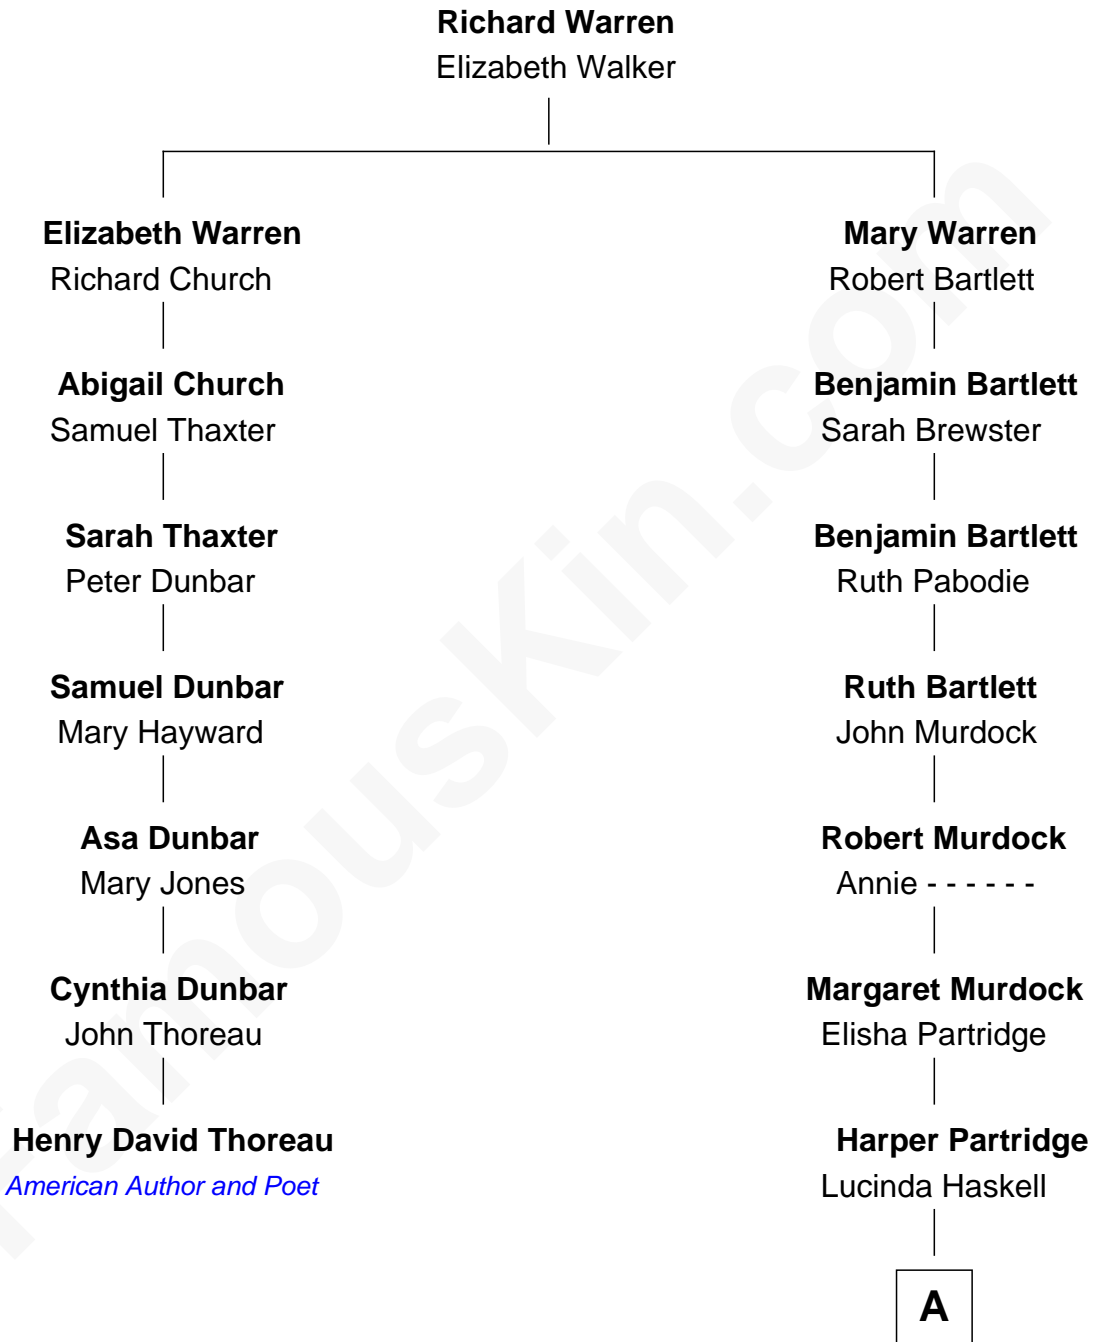 Richard Warren
Elizabeth Walker
Elizabeth Warren
Richard Church
Mary Warren
Robert Bartlett
Abigail Church
Samuel Thaxter
Benjamin Bartlett
Sarah Brewster
Sarah Thaxter
Peter Dunbar
Benjamin Bartlett
Ruth Pabodie
Samuel Dunbar
Mary Hayward
Ruth Bartlett
John Murdock
Asa Dunbar
Mary Jones
Robert Murdock
Annie - - - - - -
Cynthia Dunbar
John Thoreau
Margaret Murdock
Elisha Partridge
Henry David Thoreau
American Author and Poet
Harper Partridge
Lucinda Haskell
A
FamousKin.com